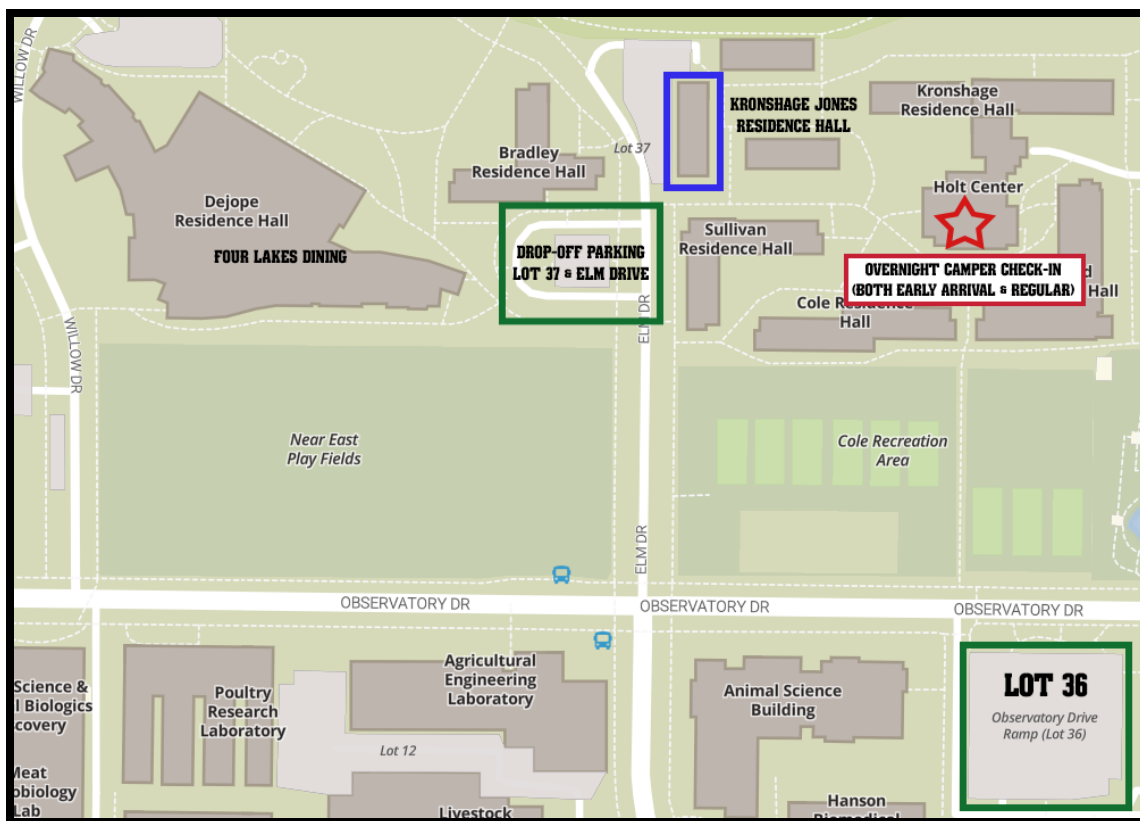 WILLOW DR
KRONSHAGE JONES
RESIDENCE HALL
Kronshage
Residence Hall
Bradley
Residence Hall
Lot 37
Holt Center
Dejope
Residence Hall
FOUR LAKES DINING
DROP-OFF PARKING
LOT 37 & ELM DRIVE
Sullivan
Residence Hall
OVERNIGHT CAMPER CHECK-IN
(BOTH EARLY ARRIVAL & REGULAR)
d
Hall
Cole Residence
Hall
ELM DR
WILLOW DR
Near East
Play Fields
Cole Recreation
Area
ELM DR
OBSERVATORY DR
OBSERVATORY DR
OBSERVATORY DR
Science &
l Biologics
scovery
Poultry
Research
Laboratory
Agricultural
Engineering
Laboratory
Animal Science
Building
LOT 36
Observatory Drive
Ramp (Lot 36)
Lot 12
Meat
obiology
Lab
Livestock
Hanson
Biomedical